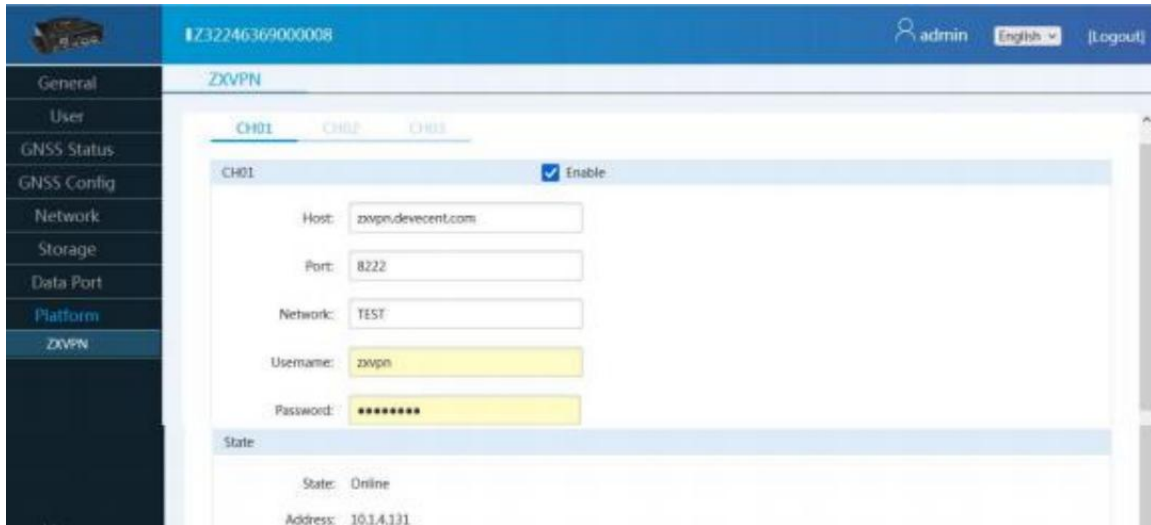 Z32246369000008 admin English [Logout]
General
User
GNSS Status
GNSS Config
Network
Storage
Data Port
Platform
ZXVPN
ZXVPN
CH01 CH02 CH03
CH01 Enable
Host: zxvpn.devecent.com
Port: 8222
Network: TEST
Username: zxvpn
Password: ●●●●●●●●
State
State: Online
Address: 10.1.4.131